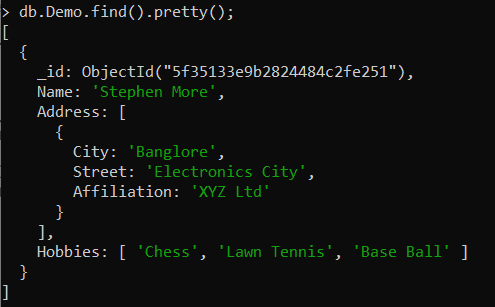 > db.Demo.find().pretty();
[
  {
    _id: ObjectId("5f35133e9b2824484c2fe251"),
    Name: 'Stephen More',
    Address: [
      {
        City: 'Banglore',
        Street: 'Electronics City',
        Affiliation: 'XYZ Ltd'
      }
    ],
    Hobbies: [ 'Chess', 'Lawn Tennis', 'Base Ball' ]
  }
]